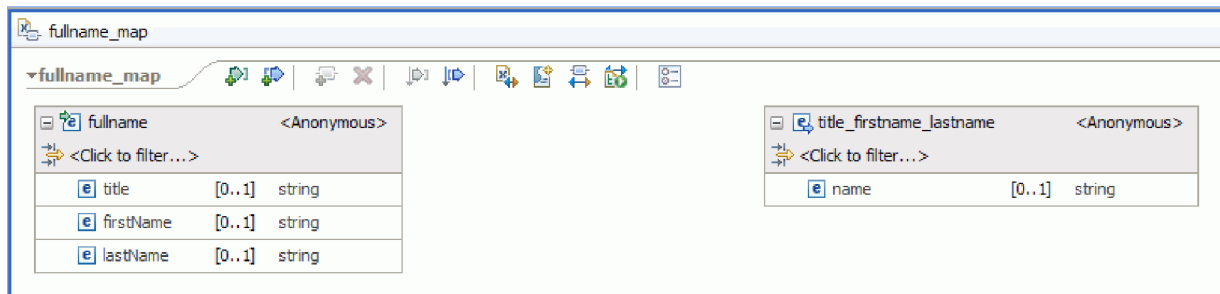 fullname_map
fullname_map
fullname <Anonymous>
<Click to filter...>
title [0..1] string
firstName [0..1] string
lastName [0..1] string
title_firstname_lastname <Anonymous>
<Click to filter...>
name [0..1] string